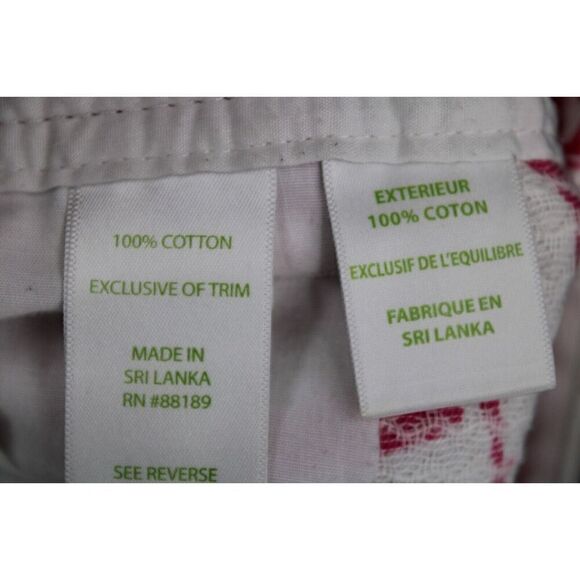 100% COTTON
EXCLUSIVE OF TRIM
MADE IN
SRI LANKA
RN #88189
SEE REVERSE
EXTERIEUR
100% COTON
EXCLUSIF DE L'EQUILIBRE
FABRIQUE EN
SRI LANKA